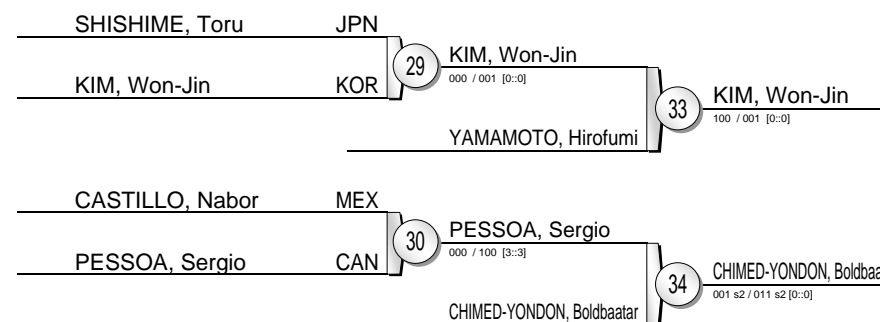 SHISHIME, Toru JPN
KIM, Won-Jin KOR
29
KIM, Won-Jin
000 / 001 [0::0]
YAMAMOTO, Hirofumi
33
KIM, Won-Jin
100 / 001 [0::0]
CASTILLO, Nabor MEX
PESSOA, Sergio CAN
30
PESSOA, Sergio
000 / 100 [3::3]
CHIMED-YONDON, Boldbaatar
34
CHIMED-YONDON, Boldbaa
001 s2 / 011 s2 [0::0]